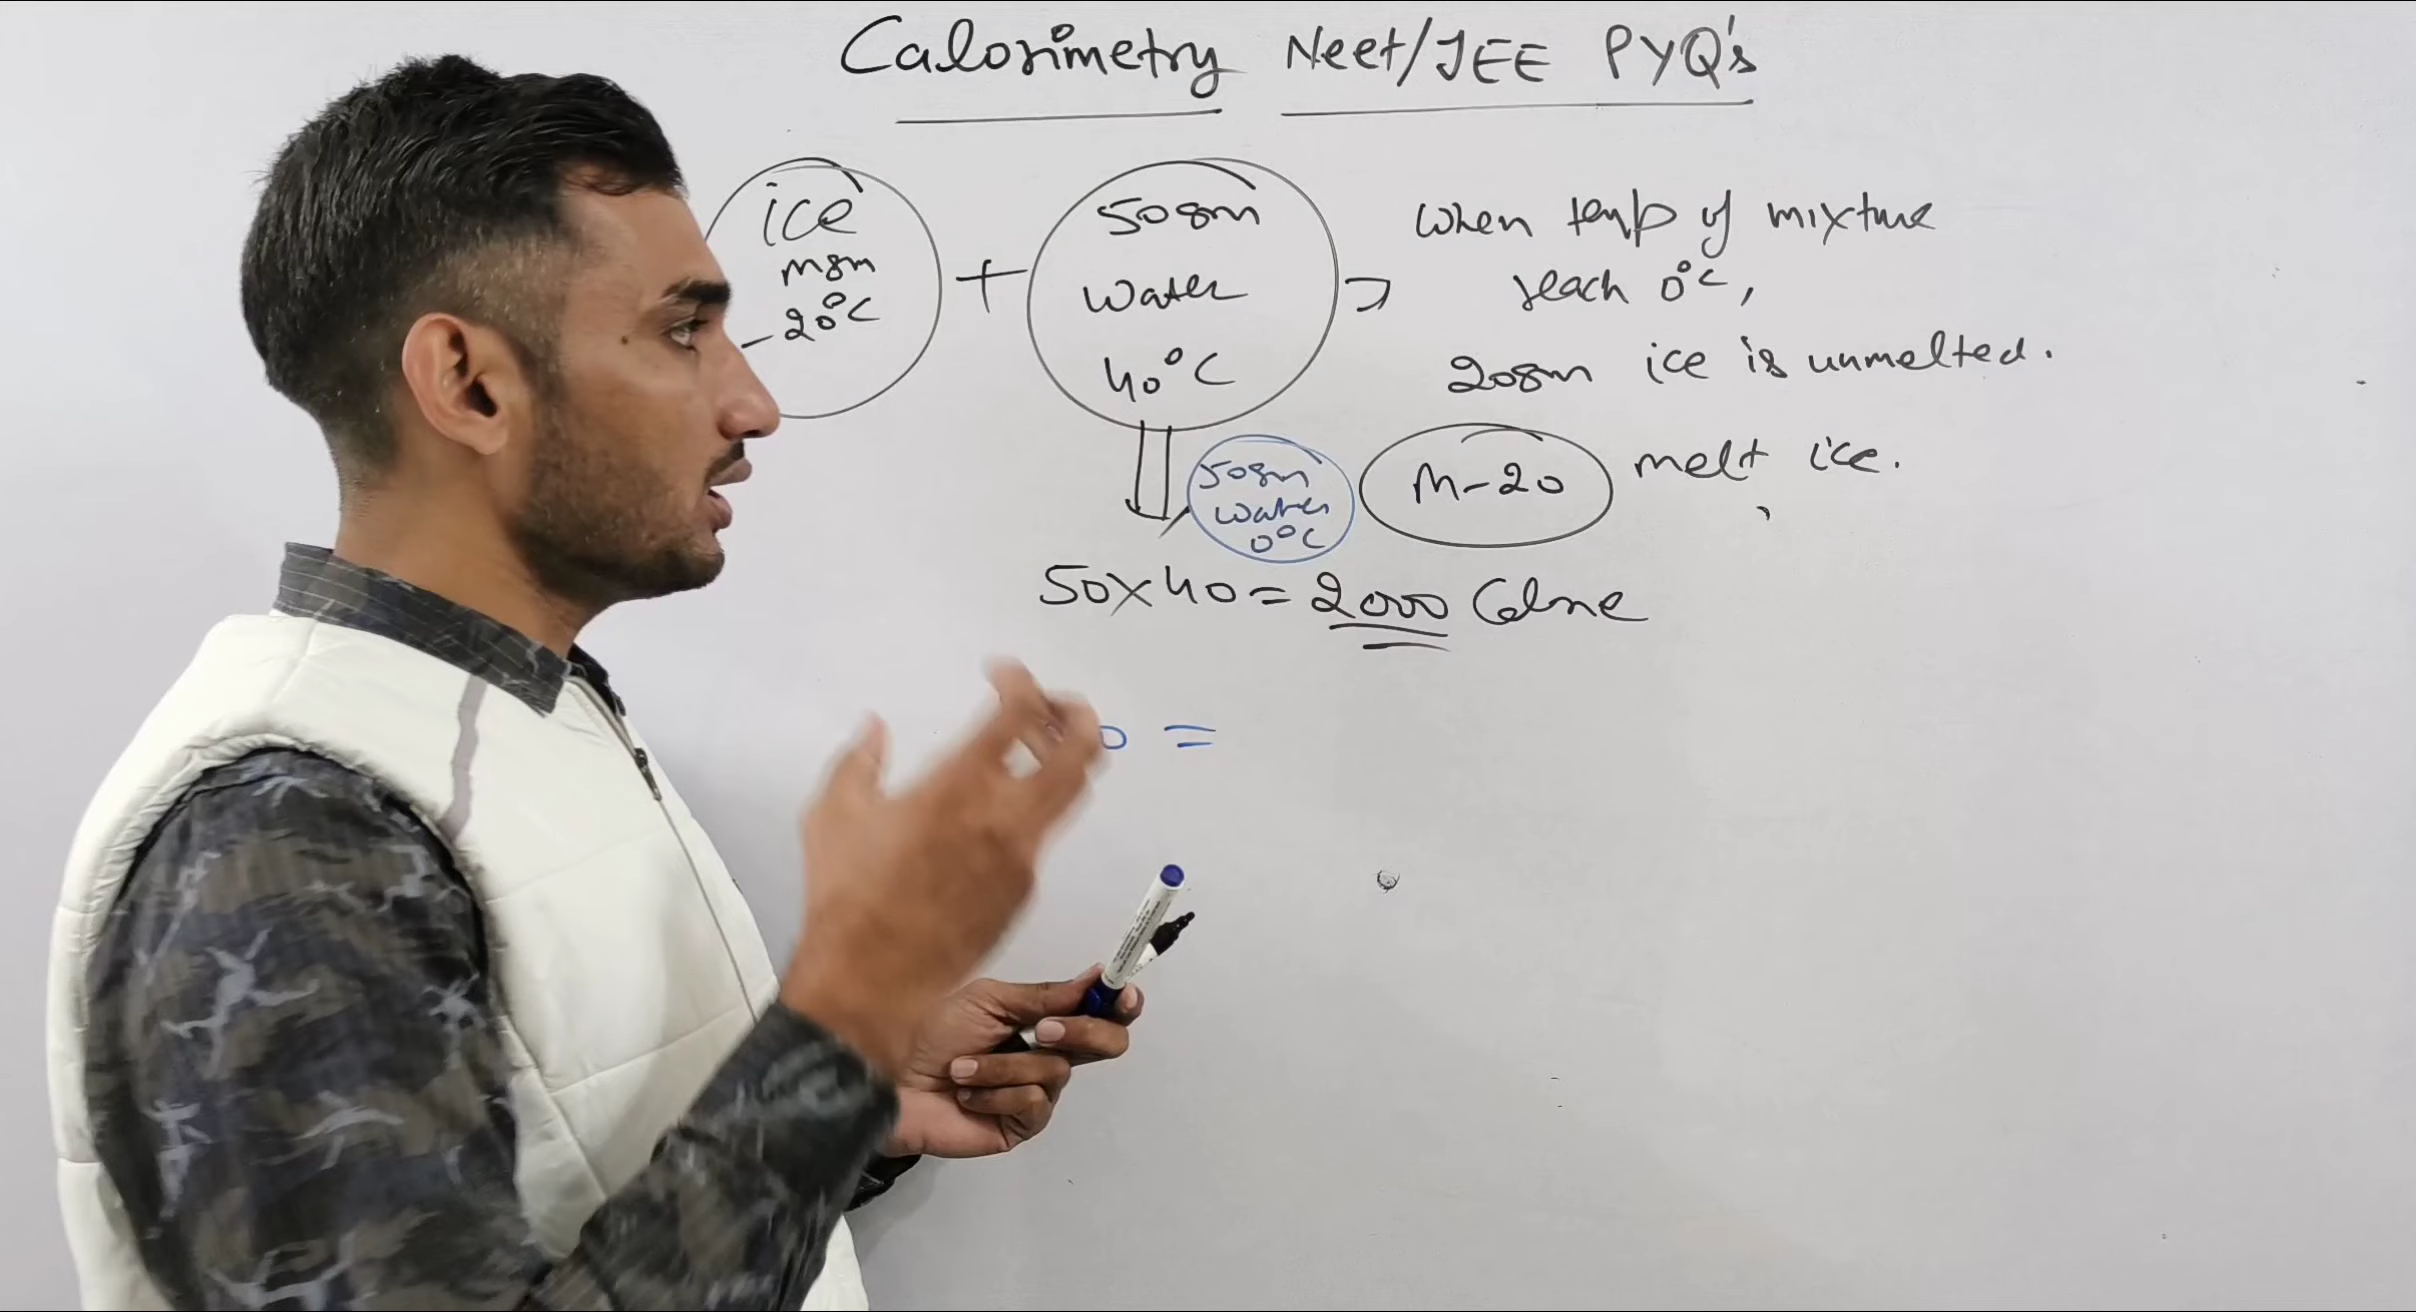 Calorimetry Neet/JEE PYQ's
ice
mgm
-20°C
+
50gm
water
40°C
→
when temp of mixture
reach 0°C,
20gm ice is unmelted.
50gm
water
0°C
M-20 melt ice.
50×40=2000
0 =